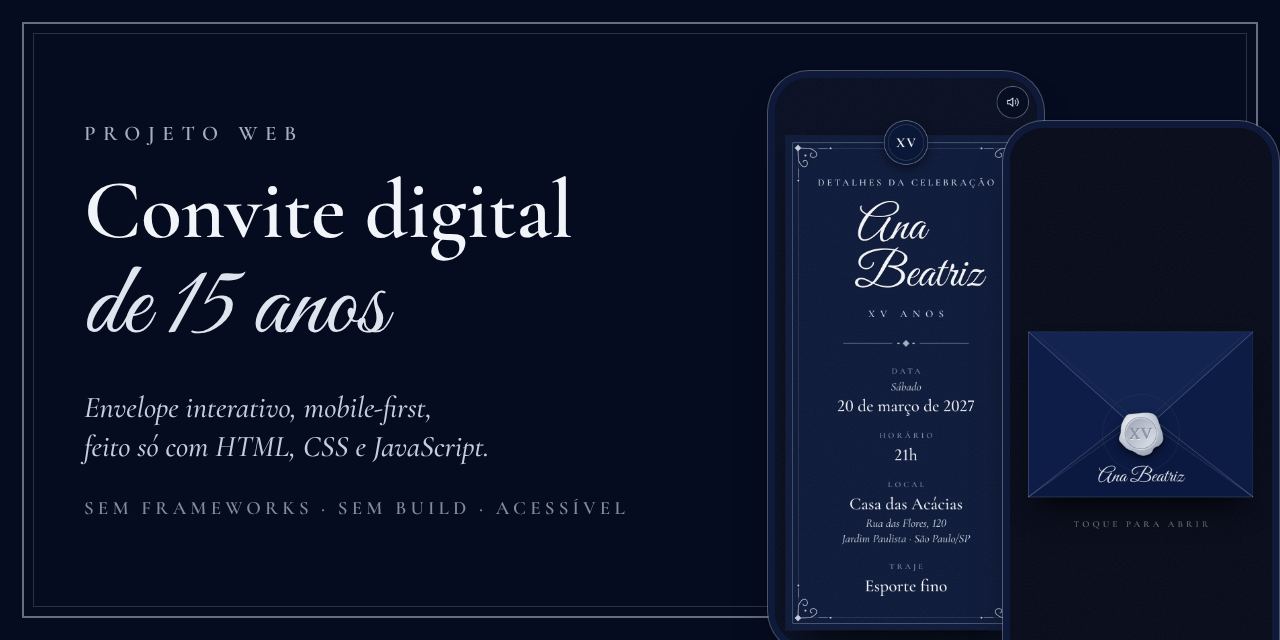 PROJETO WEB
Convite digital
de 15 anos
Envelope interativo, mobile-first,
feito só com HTML, CSS e JavaScript.
SEM FRAMEWORKS · SEM BUILD · ACESSÍVEL
XV
DETALHES DA CELEBRAÇÃO
Ana
Beatriz
XV ANOS
DATA
Sábado
20 de março de 2027
HORÁRIO
21h
LOCAL
Casa das Acácias
Rua das Flores, 120
Jardim Paulista · São Paulo/SP
TRAJE
Esporte fino
XV
Ana Beatriz
TOQUE PARA ABRIR